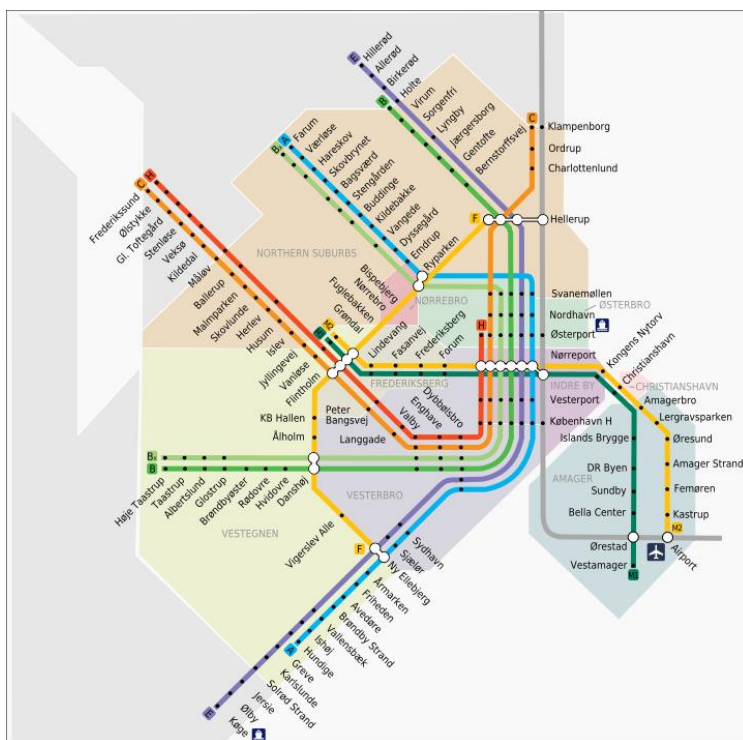 E
Hillerød
Allerød
Birkerød
Holte
B
Virum
Sorgenfri
Lyngby
Jægersborg
Gentofte
Bernstorffsvej
C
Klampenborg
Ordrup
Charlottenlund
A
Farum
Værløse
Hareskov
Skovbrynet
Bagsværd
Stengården
Buddinge
Kildebakke
Vangede
Dyssegård
Emdrup
Ryparken
F
Hellerup
H
C
Frederikssund
Ølstykke
Gl. Toftegård
Stenløse
Veksø
Kildedal
Måløv
Ballerup
Malmparken
Skovlunde
Herlev
Husum
Islev
Jyllingevej
Vanløse
Flintholm
NORTHERN SUBURBS
Bispebjerg
Nørrebro
Fuglebakken
Grøndal
M2
NØRREBRO
Svanemøllen
ØSTERBRO
Nordhavn
H
Østerport
Nørreport
Lindevang
Fasanvej
Frederiksberg
Forum
FREDERIKSBERG
INDRE BY
Kongens Nytorv
Christianshavn
CHRISTIANSHAVN
Amagerbro
Lergravsparken
Øresund
Amager Strand
Femøren
Kastrup
M2
Airport
Vesterport
København H
Islands Brygge
DR Byen
AMAGER
Sundby
Bella Center
Ørestad
Vestamager
M1
KB Hallen
Ålholm
Peter
Bangsvej
Langgade
Valby
Enghave
Dybbølsbro
B
Høje Taastrup
Taastrup
Albertslund
Glostrup
Brøndbyøster
Rødovre
Hvidovre
Danshøj
VESTERBRO
VESTEGNEN
Vigerslev Alle
F
Sydhavn
Sjælør
Ny Ellebjerg
Åmarken
Friheden
Avedøre
Brøndby Strand
Vallensbæk
Ishøj
Hundige
A
Greve
Karlslunde
Solrød Strand
Jersie
Ølby
Køge
E